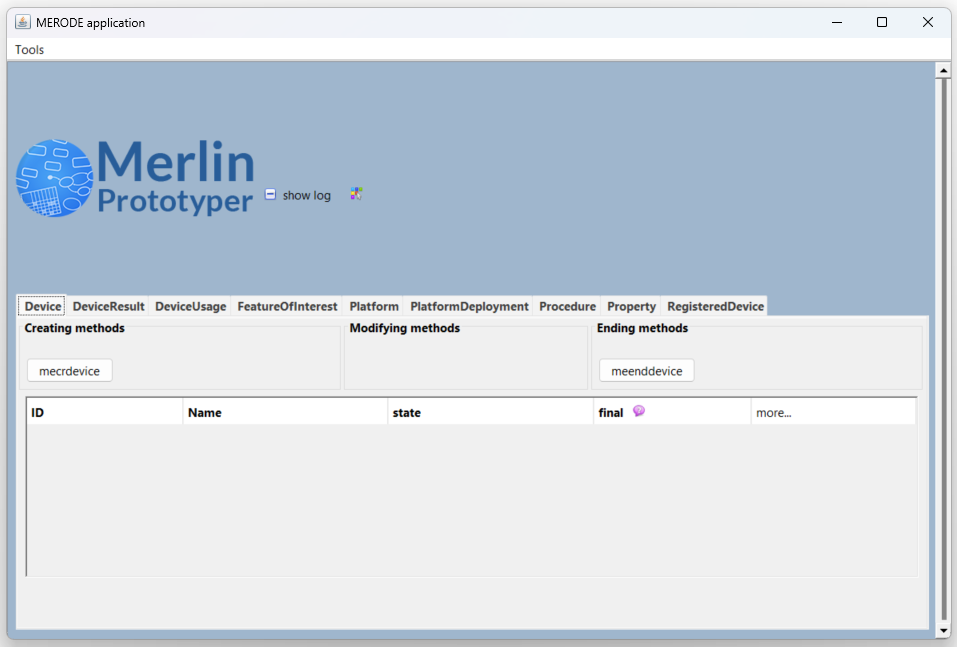 MERODE application
Tools
Merlin
Prototyper
show log
Device DeviceResult DeviceUsage FeatureOfInterest Platform PlatformDeployment Procedure Property RegisteredDevice
Creating methods Modifying methods Ending methods
mecrdevice meenddevice
ID Name state final more...